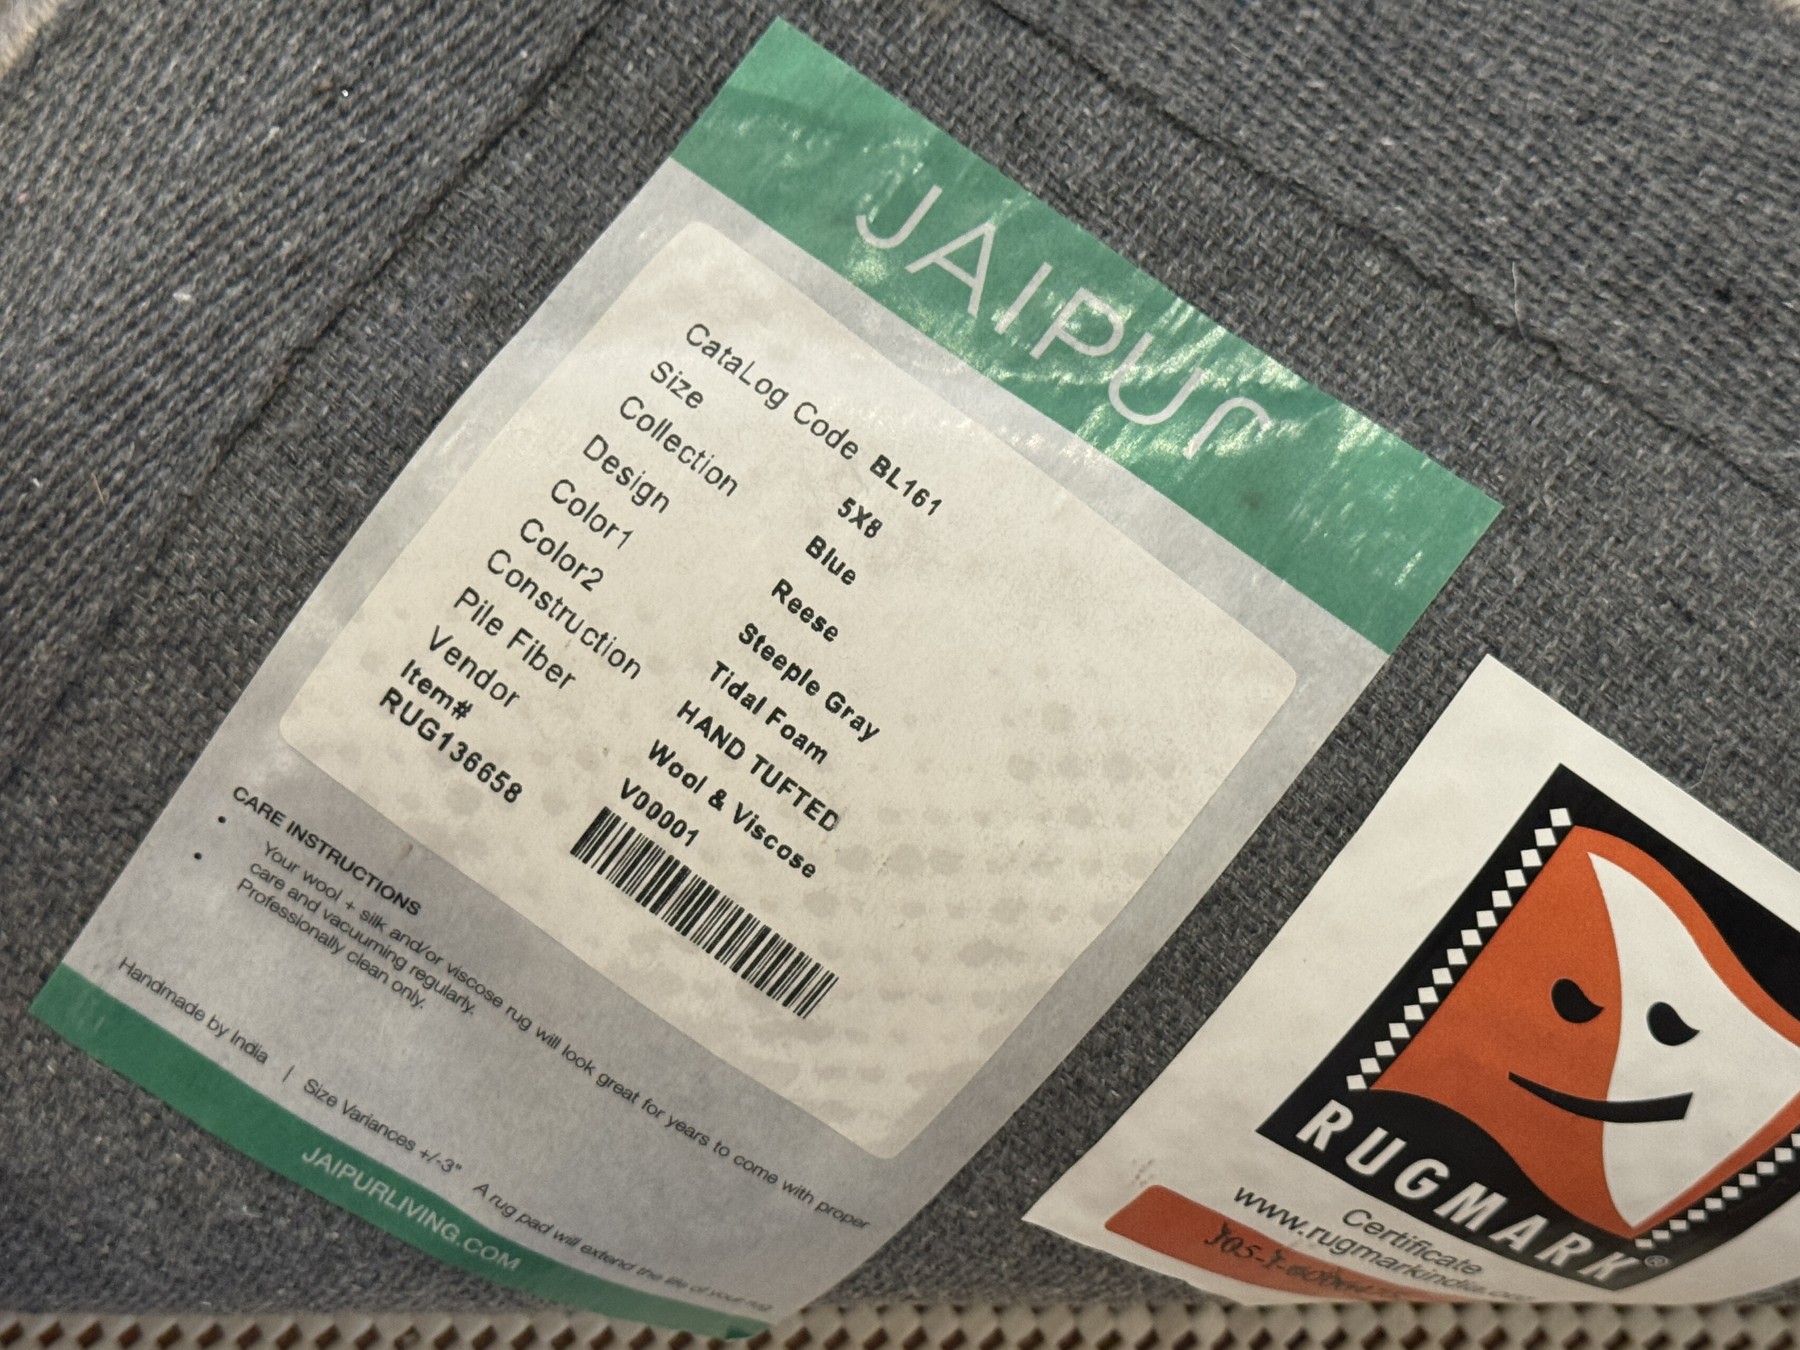 JAIPUR
CataLog Code BL161
Size 5X8
Collection Blue
Design Reese
Color1 Steeple Gray
Color2 Tidal Foam
Construction HAND TUFTED
Pile Fiber Wool & Viscose
Vendor V00001
Item#
RUG136658
CARE INSTRUCTIONS
• Your wool + silk and/or viscose rug will look great for years to come with proper
care and vacuuming regularly.
• Professionally clean only.
Handmade by India | Size Variances +/-3" A rug pad will extend the life of your rug
JAIPURLIVING.COM
RUGMARK®
Certificate
www.rugmarkindia.org